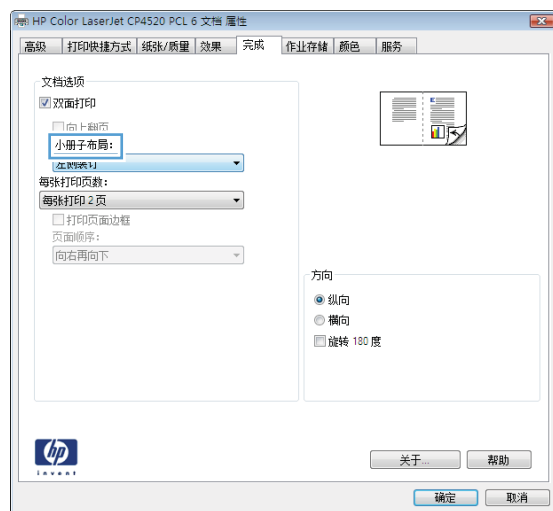 HP Color LaserJet CP4520 PCL 6 文档 属性
高级 打印快捷方式 纸张/质量 效果 完成 作业存储 颜色 服务
文档选项
双面打印
向上翻页
小册子布局:
左侧装订
每张打印页数:
每张打印 2 页
打印页面边框
页面顺序:
向右再向下
方向
纵向
横向
旋转 180 度
hp
invent
关于... 帮助
确定 取消